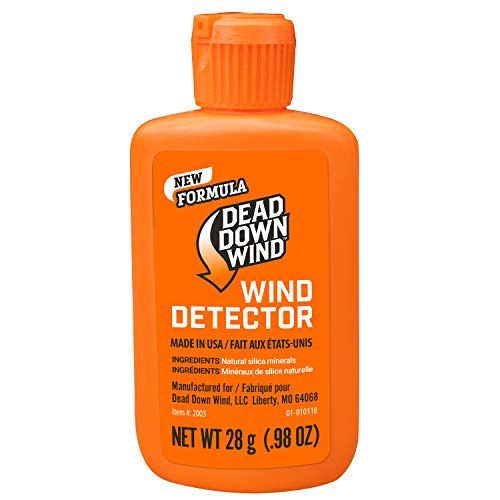 NEW
FORMULA
DEAD
DOWN
WIND™
WIND
DETECTOR
MADE IN USA / FAIT AUX ÉTATS-UNIS
INGREDIENTS Natural silica minerals
INGRÉDIENTS Minéraux de silice naturelle
Manufactured for / Fabriqué pour
Dead Down Wind, LLC Liberty, MO 64068
Item #: 2003 01-010118
NET WT 28 g (.98 OZ)